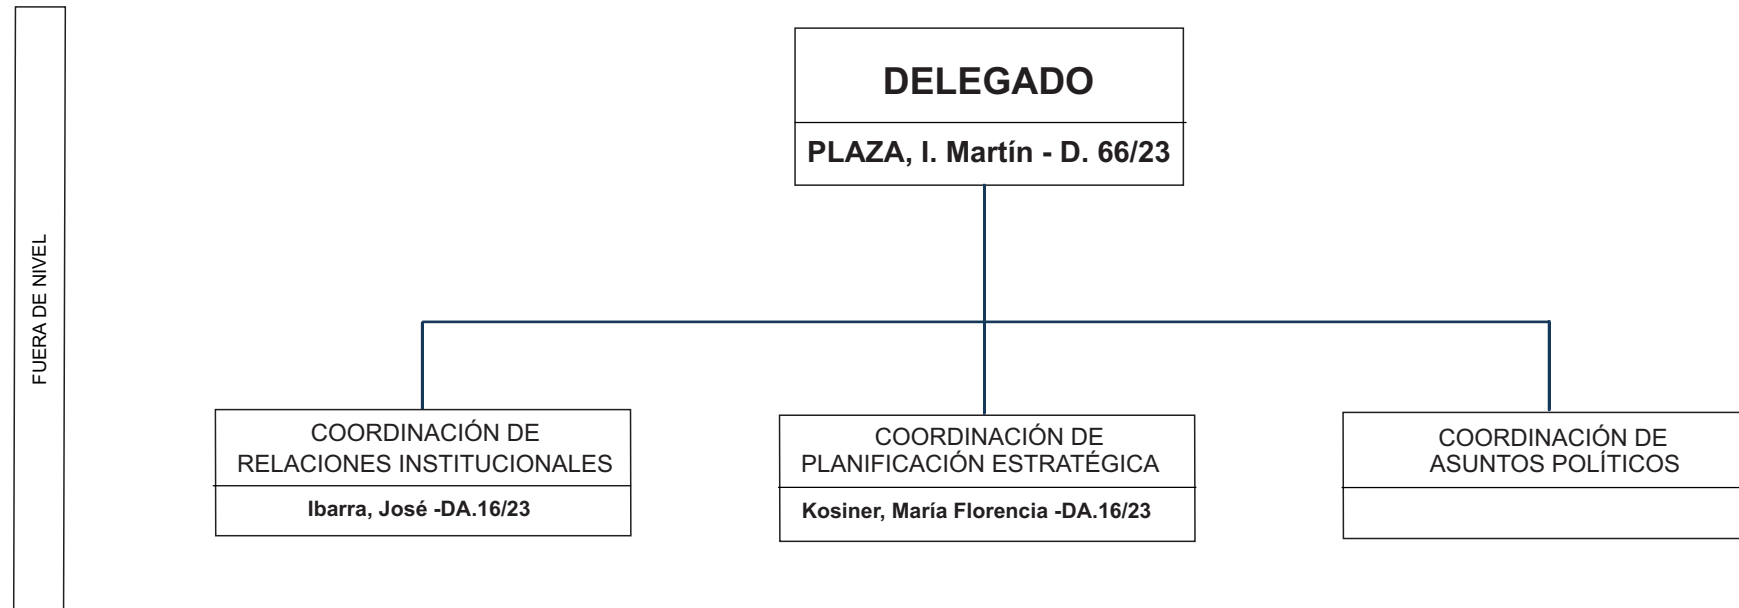 FUERA DE NIVEL
DELEGADO
PLAZA, I. Martín - D. 66/23
COORDINACIÓN DE
RELACIONES INSTITUCIONALES
Ibarra, José -DA.16/23
COORDINACIÓN DE
PLANIFICACIÓN ESTRATÉGICA
Kosiner, María Florencia -DA.16/23
COORDINACIÓN DE
ASUNTOS POLÍTICOS